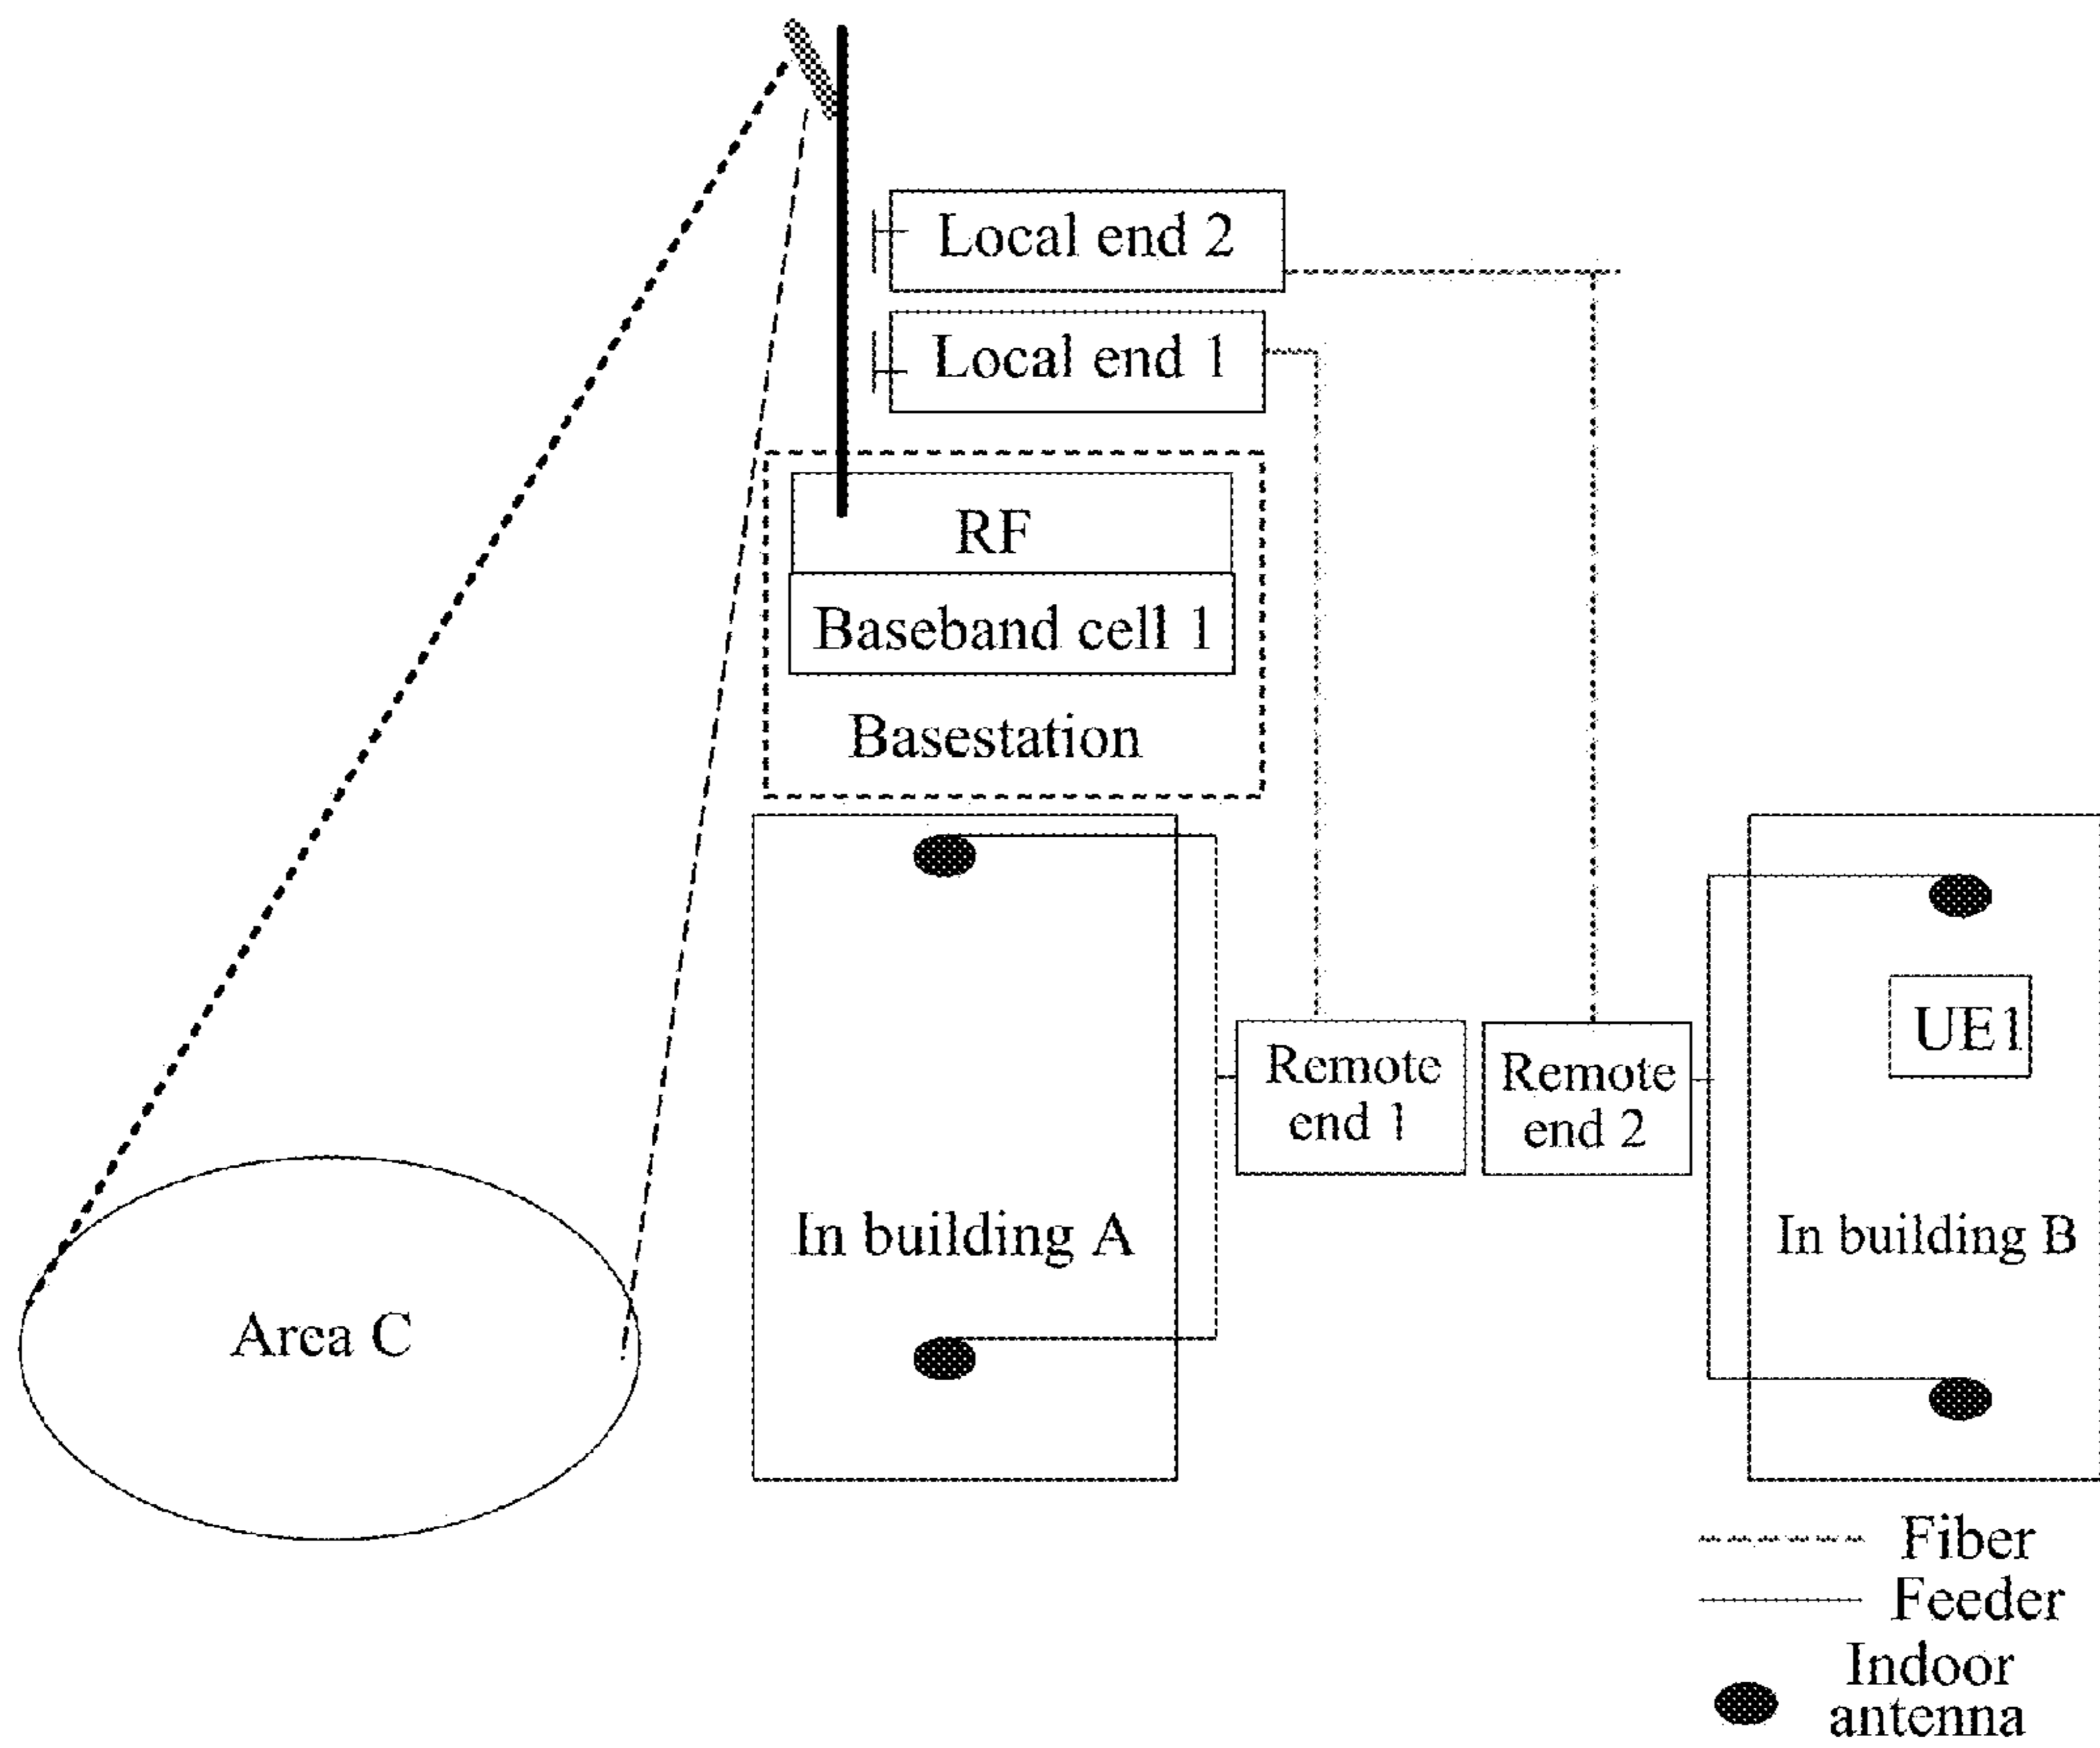 Local end 2
Local end 1
RF
Baseband cell 1
Basestation
UE1
Remote
end 1
Remote
end 2
In building A
In building B
Area C
Fiber
Feeder
Indoor
antenna